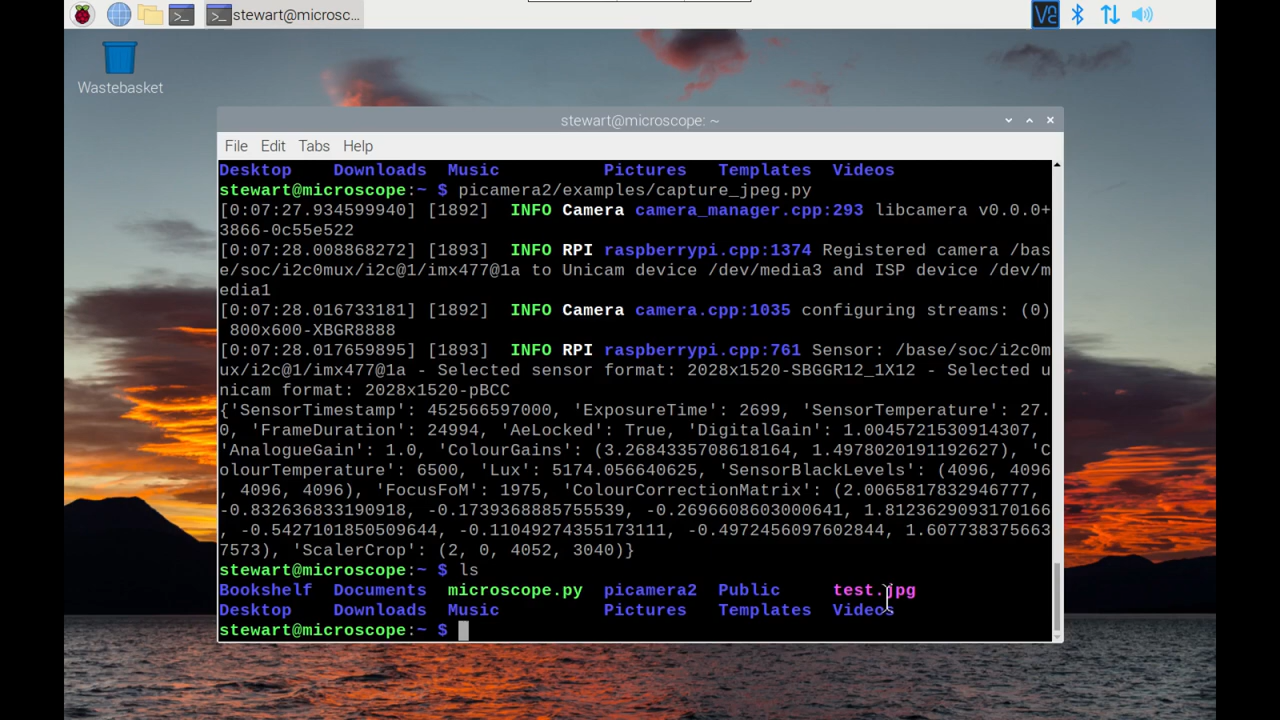 stewart@microsc...
Wastebasket
stewart@microscope: ~
File Edit Tabs Help
Desktop Downloads Music Pictures Templates Videos
stewart@microscope:~ $ picamera2/examples/capture_jpeg.py
[0:07:27.934599940] [1892] INFO Camera camera_manager.cpp:293 libcamera v0.0.0+
3866-0c55e522
[0:07:28.008868272] [1893] INFO RPI raspberrypi.cpp:1374 Registered camera /bas
e/soc/i2c0mux/i2c@1/imx477@1a to Unicam device /dev/media3 and ISP device /dev/m
edia1
[0:07:28.016733181] [1892] INFO Camera camera.cpp:1035 configuring streams: (0)
800x600-XBGR8888
[0:07:28.017659895] [1893] INFO RPI raspberrypi.cpp:761 Sensor: /base/soc/i2c0m
ux/i2c@1/imx477@1a - Selected sensor format: 2028x1520-SBGGR12_1X12 - Selected u
nicam format: 2028x1520-pBCC
{'SensorTimestamp': 452566597000, 'ExposureTime': 2699, 'SensorTemperature': 27.
0, 'FrameDuration': 24994, 'AeLocked': True, 'DigitalGain': 1.0045721530914307,
'AnalogueGain': 1.0, 'ColourGains': (3.2684335708618164, 1.4978020191192627), 'C
olourTemperature': 6500, 'Lux': 5174.056640625, 'SensorBlackLevels': (4096, 4096
, 4096, 4096), 'FocusFoM': 1975, 'ColourCorrectionMatrix': (2.0065817832946777,
-0.832636833190918, -0.1739368885755539, -0.2696608603000641, 1.8123629093170166
, -0.5427101850509644, -0.11049274355173111, -0.4972456097602844, 1.607738375663
7573), 'ScalerCrop': (2, 0, 4052, 3040)}
stewart@microscope:~ $ ls
Bookshelf Documents microscope.py picamera2 Public test.jpg
Desktop Downloads Music Pictures Templates Videos
stewart@microscope:~ $